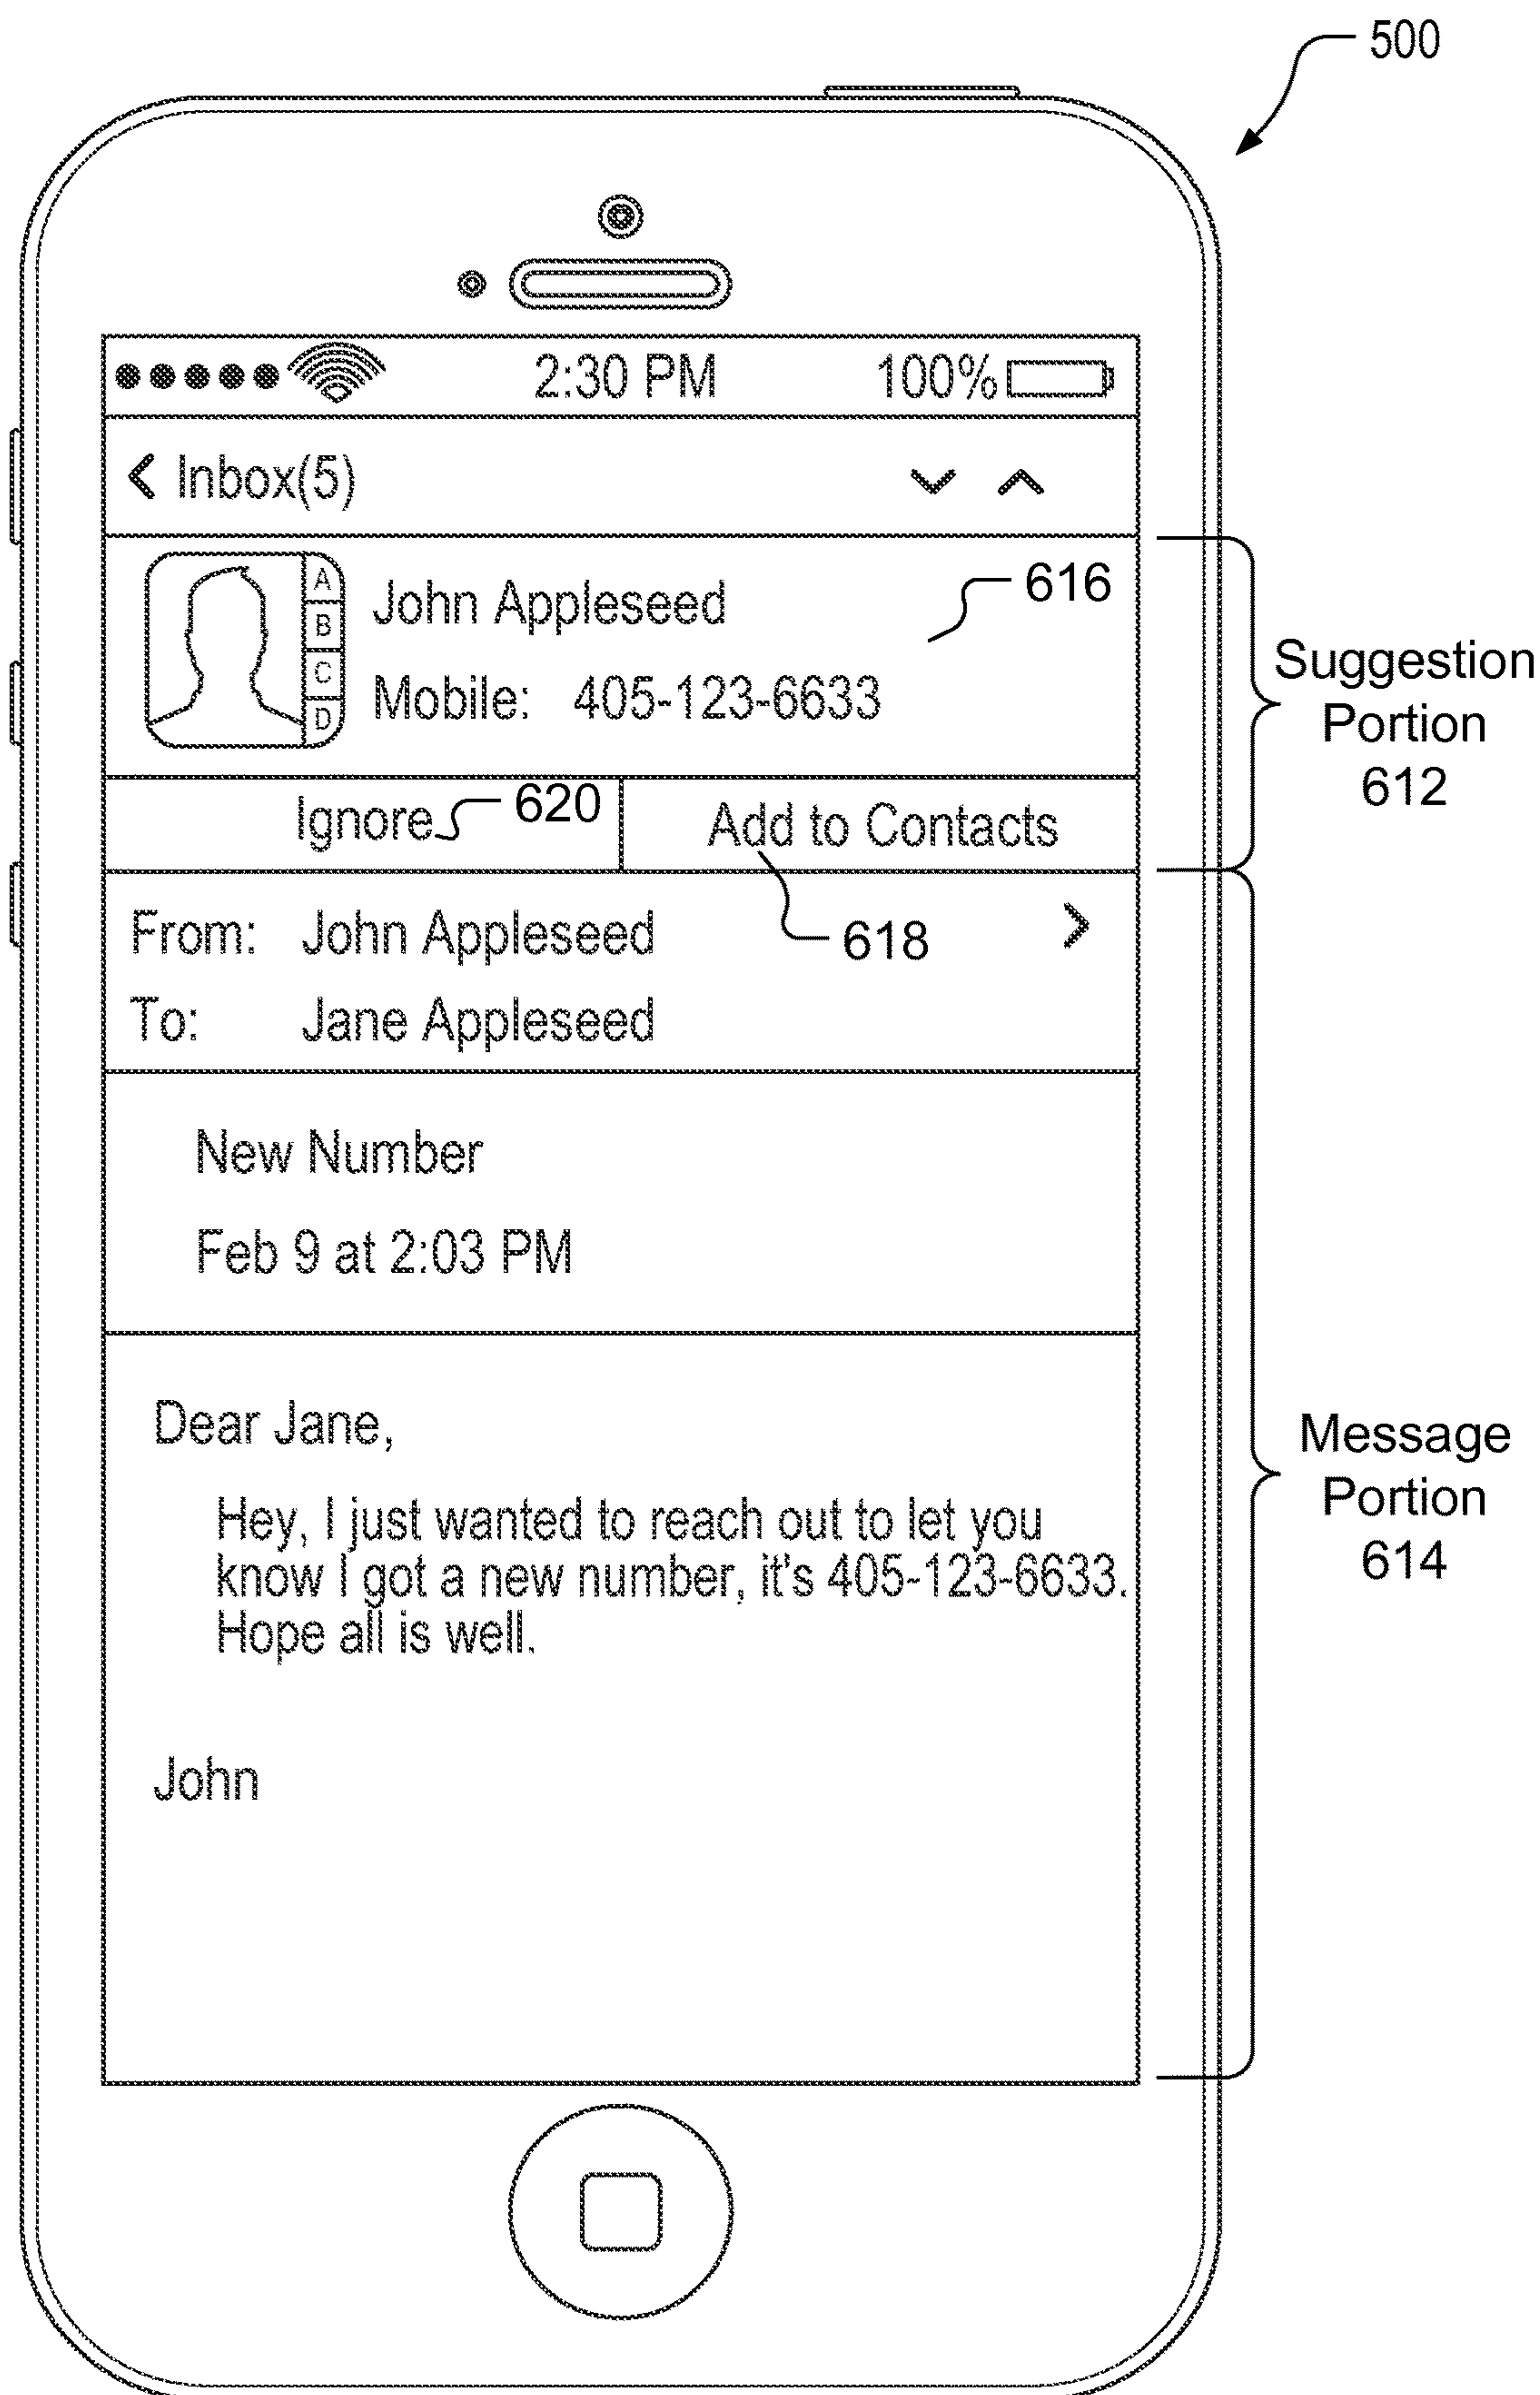 500
2:30 PM 100%
Inbox(5)
A
B
C
D
John Appleseed
616
Mobile: 405-123-6633
Suggestion
Portion
612
Ignore 620
Add to Contacts
618
From: John Appleseed
To: Jane Appleseed
New Number
Feb 9 at 2:03 PM
Dear Jane,
Hey, I just wanted to reach out to let you
know I got a new number, it's 405-123-6633.
Hope all is well.
John
Message
Portion
614